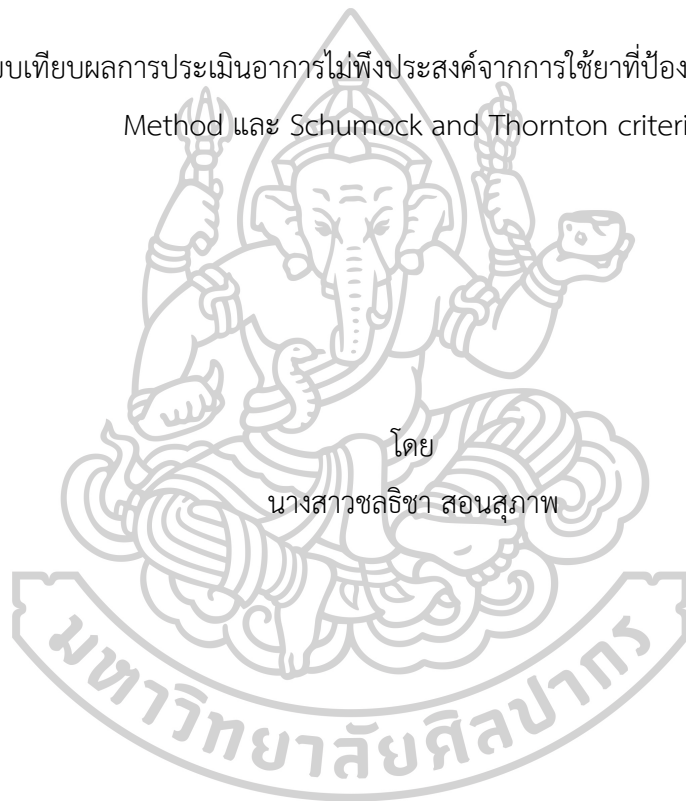 บเทียบผลการประเมินอาการไม่พึงประสงค์จากการใช้ยาที่ป้อง
Method และ Schumock and Thornton criteri
โดย
นางสาวชลธิชา สอนสุภาพ
มหาวิทยาลัยศิลปากร